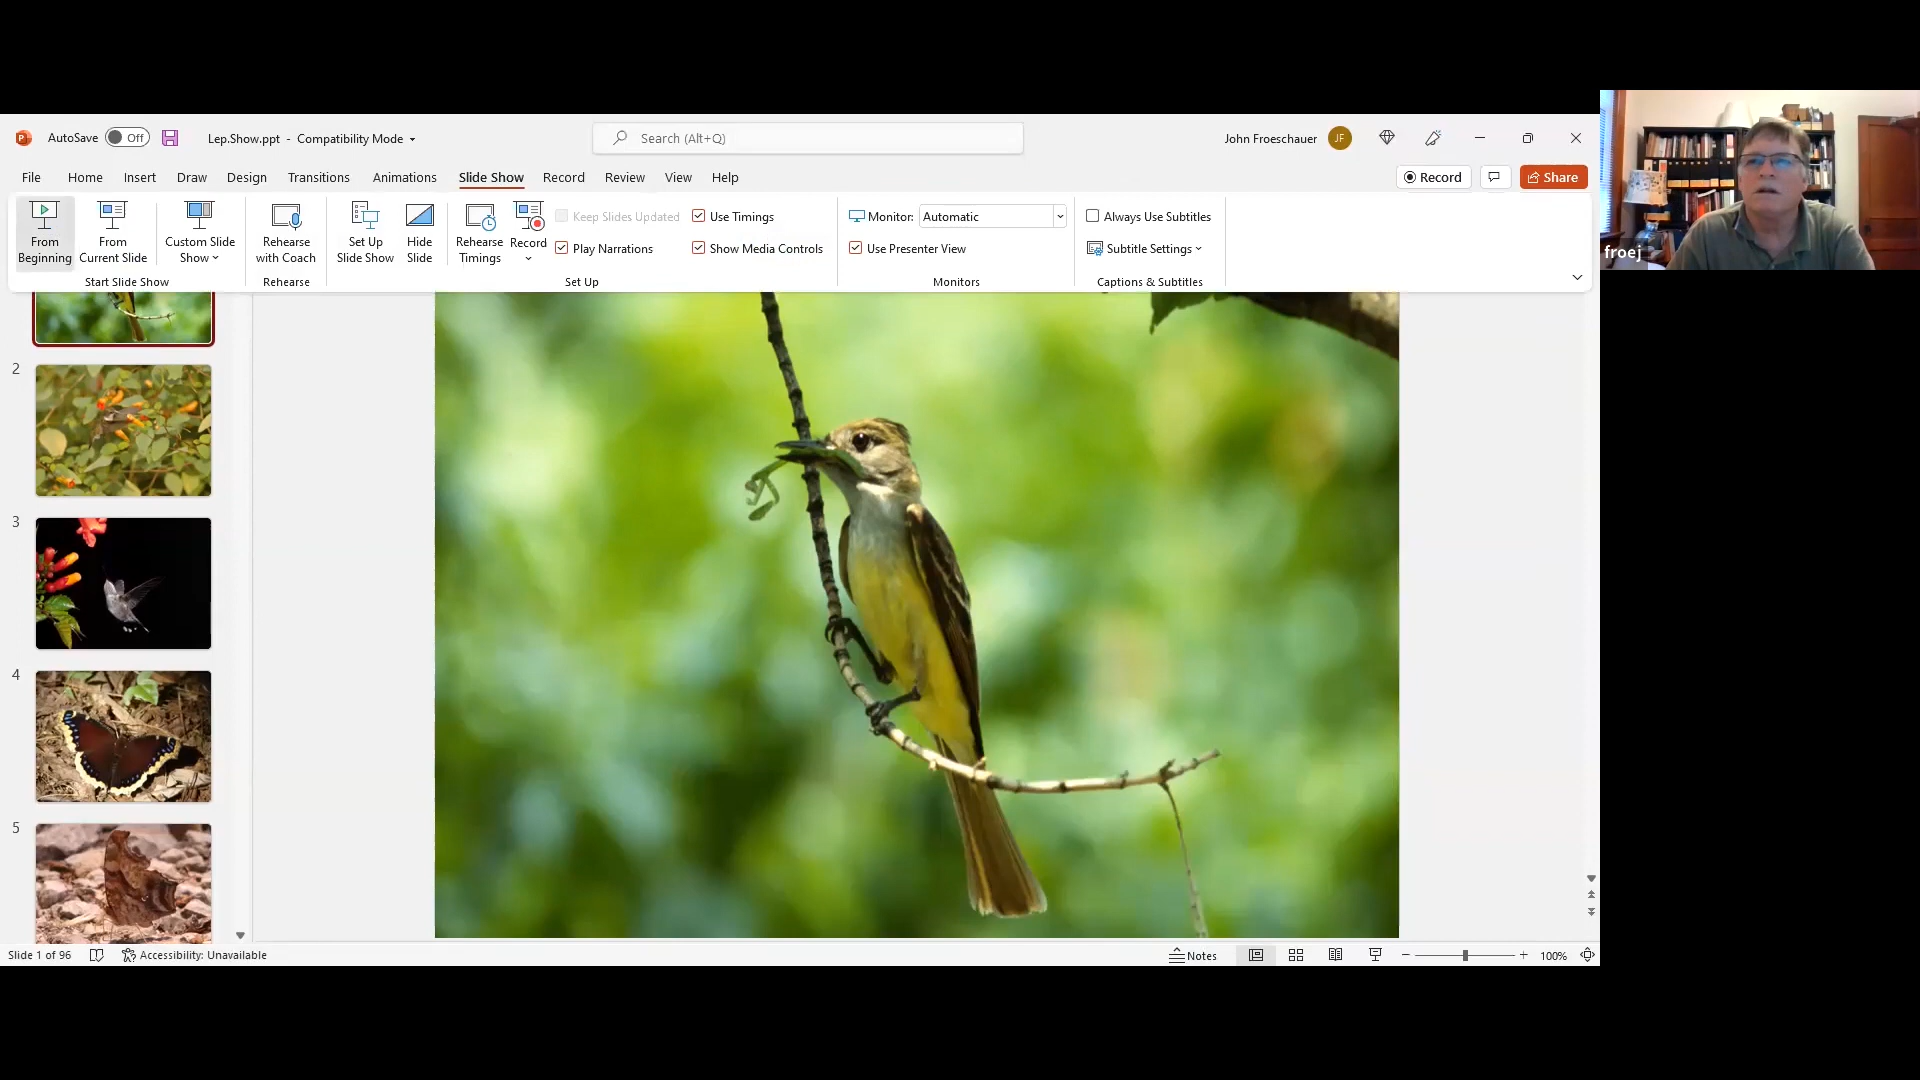 AutoSave Off Lep.Show.ppt - Compatibility Mode Search (Alt+Q) John Froeschauer JF
File Home Insert Draw Design Transitions Animations Slide Show Record Review View Help Record Share
From Beginning
From Current Slide
Custom Slide Show
Start Slide Show
Rehearse with Coach
Rehearse
Set Up Slide Show
Hide Slide
Rehearse Timings
Record
Keep Slides Updated
Play Narrations
Use Timings
Show Media Controls
Set Up
Monitor: Automatic
Use Presenter View
Monitors
Always Use Subtitles
Subtitle Settings
Captions & Subtitles
froej
2
3
4
5
Slide 1 of 96 Accessibility: Unavailable Notes 100%